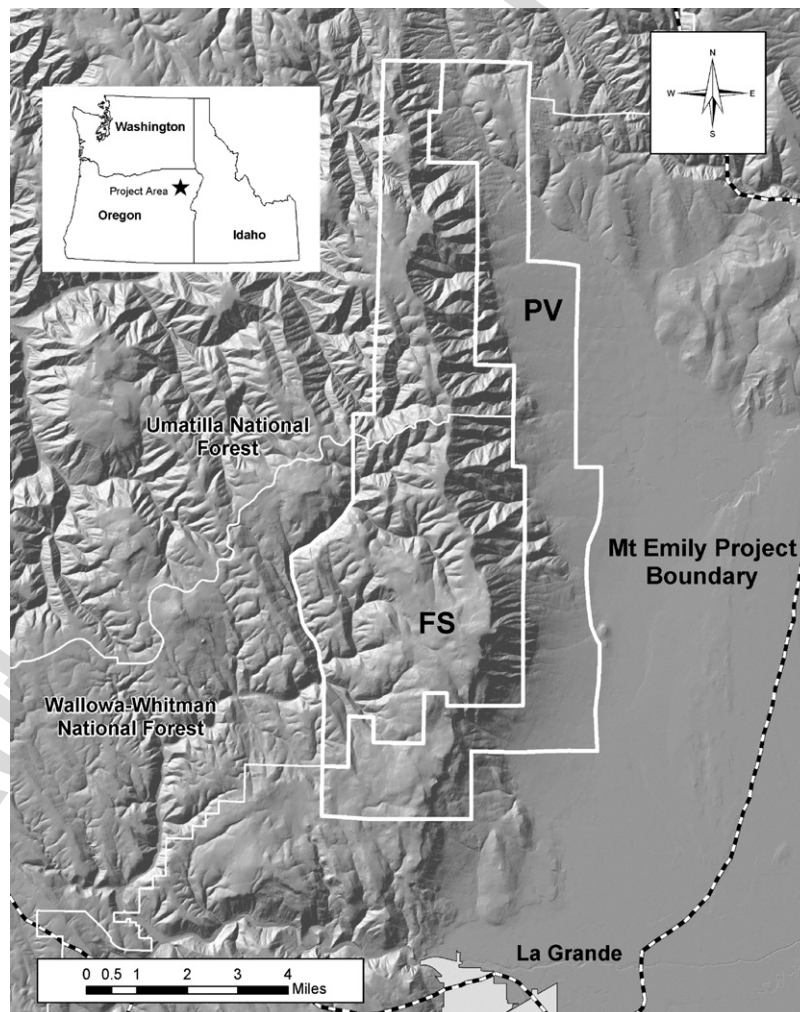 N
W E
S
Washington
Project Area
Oregon
Idaho
PV
Umatilla National
Forest
Mt Emily Project
Boundary
FS
Wallowa-Whitman
National Forest
La Grande
0 0.5 1 2 3 4
Miles